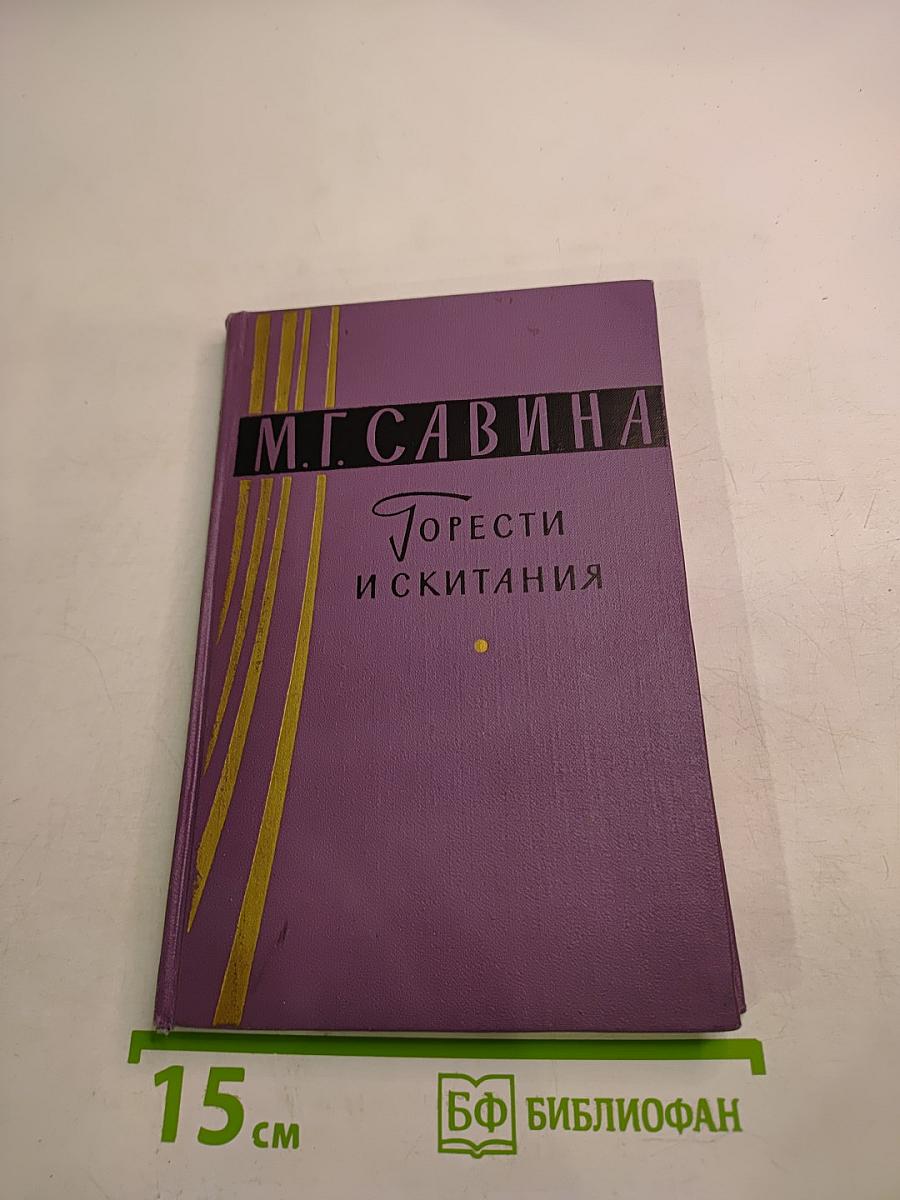 М.Г. САВИНА
Горести
и скитания
15 см
БФ БИБЛИОФАН